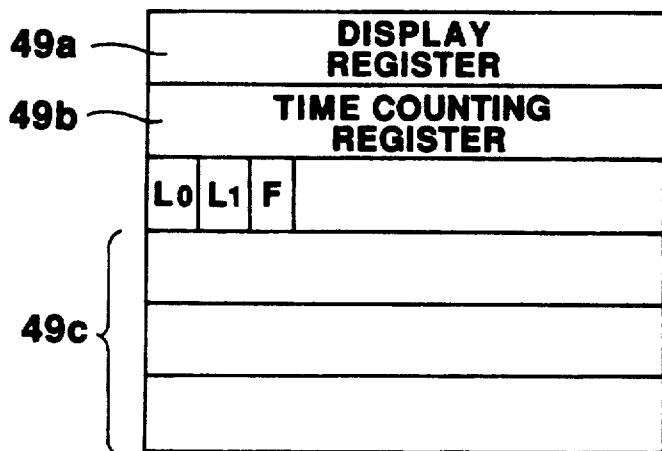 49a DISPLAY
REGISTER
49b TIME COUNTING
REGISTER
L0 L1 F
49c